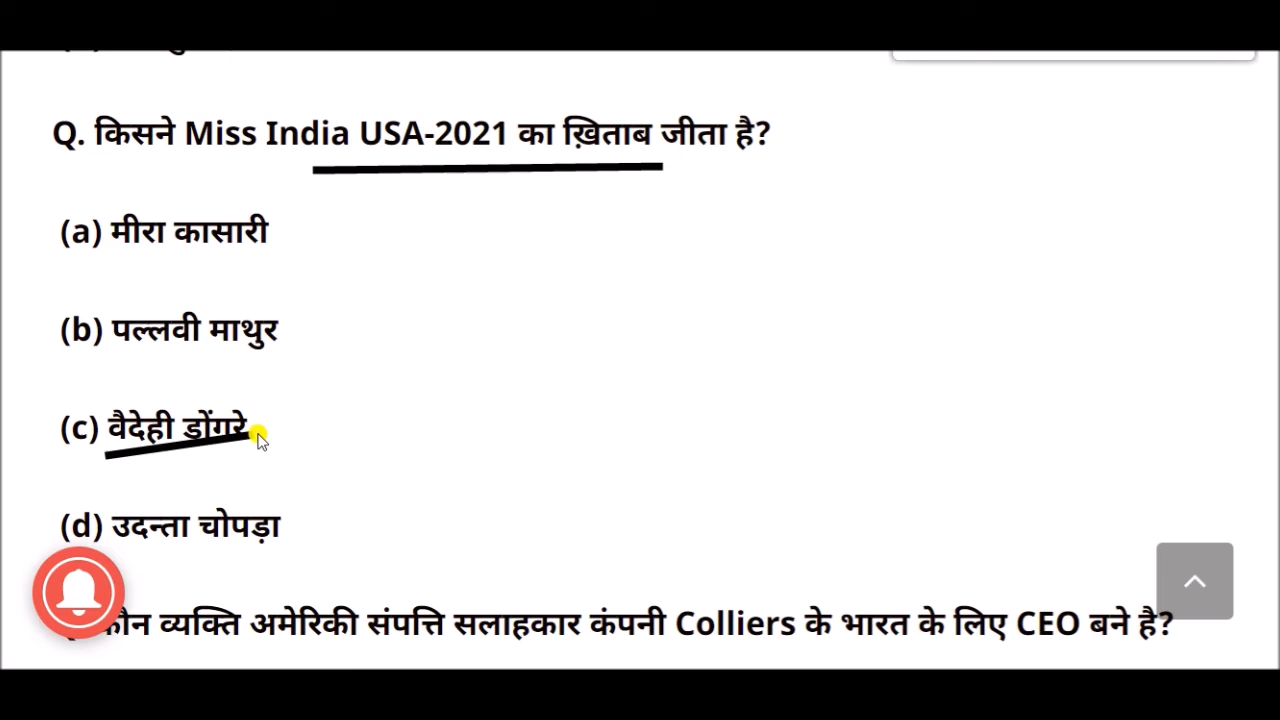 Q. किसने Miss India USA-2021 का ख़िताब जीता है?
(a) मीरा कासारी
(b) पल्लवी माथुर
(c) वैदेही डोंगरे
(d) उदन्ता चोपड़ा
कौन व्यक्ति अमेरिकी संपत्ति सलाहकार कंपनी Colliers के भारत के लिए CEO बने है?